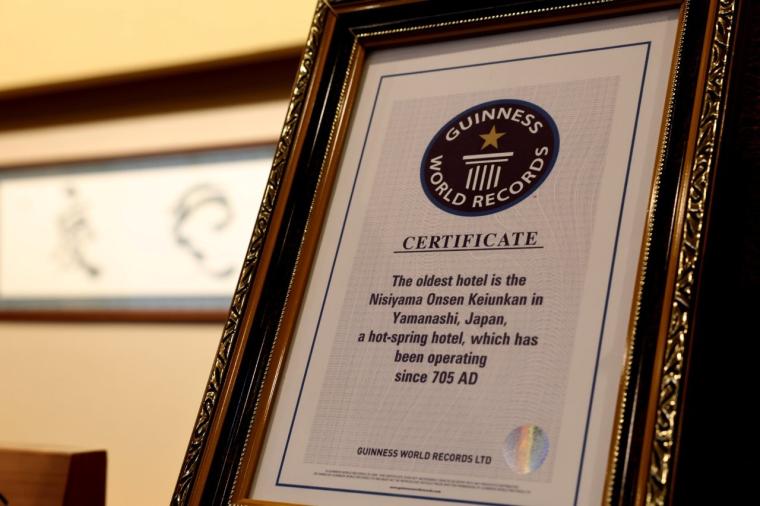 GUINNESS
WORLD RECORDS
CERTIFICATE
The oldest hotel is the
Nisiyama Onsen Keiunkan in
Yamanashi, Japan,
a hot-spring hotel, which has
been operating
since 705 AD
GUINNESS WORLD RECORDS LTD